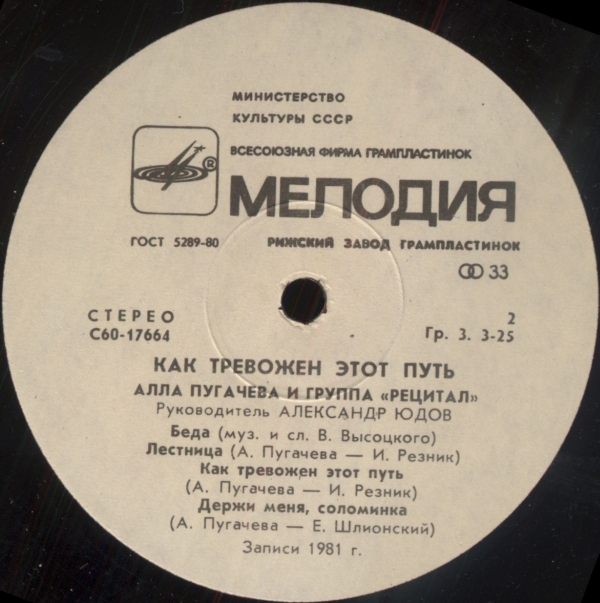 МИНИСТЕРСТВО
КУЛЬТУРЫ СССР
ВСЕСОЮЗНАЯ ФИРМА ГРАМПЛАСТИНОК
® МЕЛОДИЯ
ГОСТ 5289-80 РИЖСКИЙ ЗАВОД ГРАМПЛАСТИНОК
33
СТЕРЕО 2
С60-17664 Гр. 3. 3-25
КАК ТРЕВОЖЕН ЭТОТ ПУТЬ
АЛЛА ПУГАЧЕВА И ГРУППА «РЕЦИТАЛ»
Руководитель АЛЕКСАНДР ЮДОВ
Беда (муз. и сл. В. Высоцкого)
Лестница (А. Пугачева — И. Резник)
Как тревожен этот путь
(А. Пугачева — И. Резник)
Держи меня, соломинка
(А. Пугачева — Е. Шлионский)
Записи 1981 г.